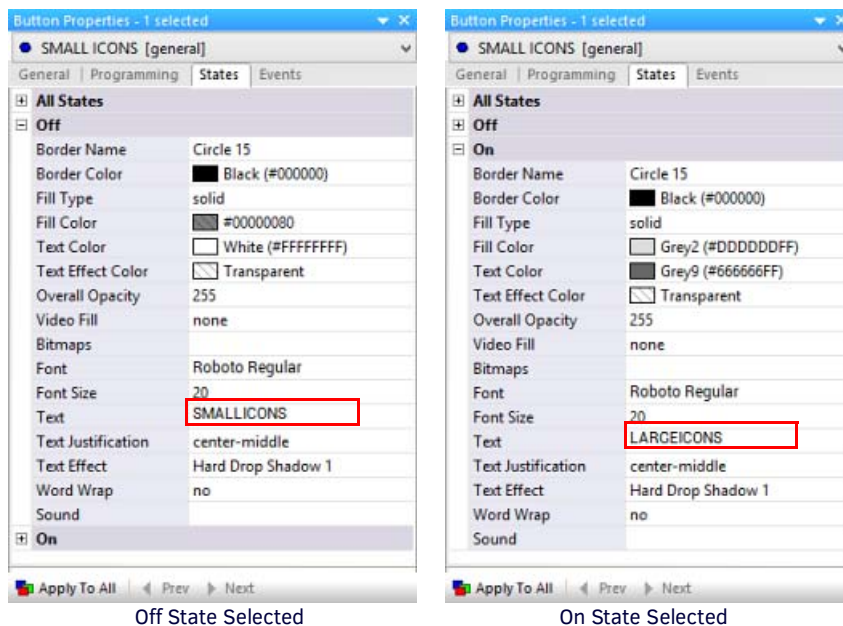 Button Properties - 1 selected
SMALL ICONS [general]
General | Programming States Events
All States
Off
Border Name Circle 15
Border Color Black (#000000)
Fill Type solid
Fill Color #00000080
Text Color White (#FFFFFFFF)
Text Effect Color Transparent
Overall Opacity 255
Video Fill none
Bitmaps
Font Roboto Regular
Font Size 20
Text SMALLICONS
Text Justification center-middle
Text Effect Hard Drop Shadow 1
Word Wrap no
Sound
On
Apply To All Prev Next
Off State Selected
Button Properties - 1 selected
SMALL ICONS [general]
General | Programming States Events
All States
Off
On
Border Name Circle 15
Border Color Black (#000000)
Fill Type solid
Fill Color Grey2 (#DDDDDDFF)
Text Color Grey9 (#666666FF)
Text Effect Color Transparent
Overall Opacity 255
Video Fill none
Bitmaps
Font Roboto Regular
Font Size 20
Text LARGEICONS
Text Justification center-middle
Text Effect Hard Drop Shadow 1
Word Wrap no
Sound
Apply To All Prev Next
On State Selected